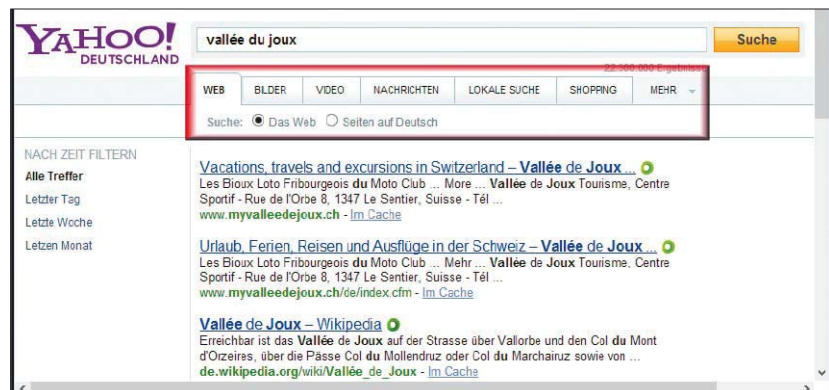 YAHOO!
DEUTSCHLAND
vallée du joux
Suche
22.300.000 Ergebnisse
WEB BILDER VIDEO NACHRICHTEN LOKALE SUCHE SHOPPING MEHR
Suche: Das Web Seiten auf Deutsch
NACH ZEIT FILTERN
Alle Treffer
Letzter Tag
Letzte Woche
Letzen Monat
Vacations, travels and excursions in Switzerland – Vallée de Joux ...
Les Bioux Loto Fribourgeois du Moto Club ... More ... Vallée de Joux Tourisme, Centre
Sportif - Rue de l'Orbe 8, 1347 Le Sentier, Suisse - Tél ...
www.myvalleedejoux.ch - Im Cache
Urlaub, Ferien, Reisen und Ausflüge in der Schweiz – Vallée de Joux ...
Les Bioux Loto Fribourgeois du Moto Club ... Mehr ... Vallée de Joux Tourisme, Centre
Sportif - Rue de l'Orbe 8, 1347 Le Sentier, Suisse - Tél ...
www.myvalleedejoux.ch/de/index.cfm - Im Cache
Vallée de Joux – Wikipedia
Erreichbar ist das Vallée de Joux auf der Strasse über Vallorbe und den Col du Mont
d'Orzeires, über die Pässe Col du Mollendruz oder Col du Marchairuz sowie von ...
de.wikipedia.org/wiki/Vallée_de_Joux - Im Cache